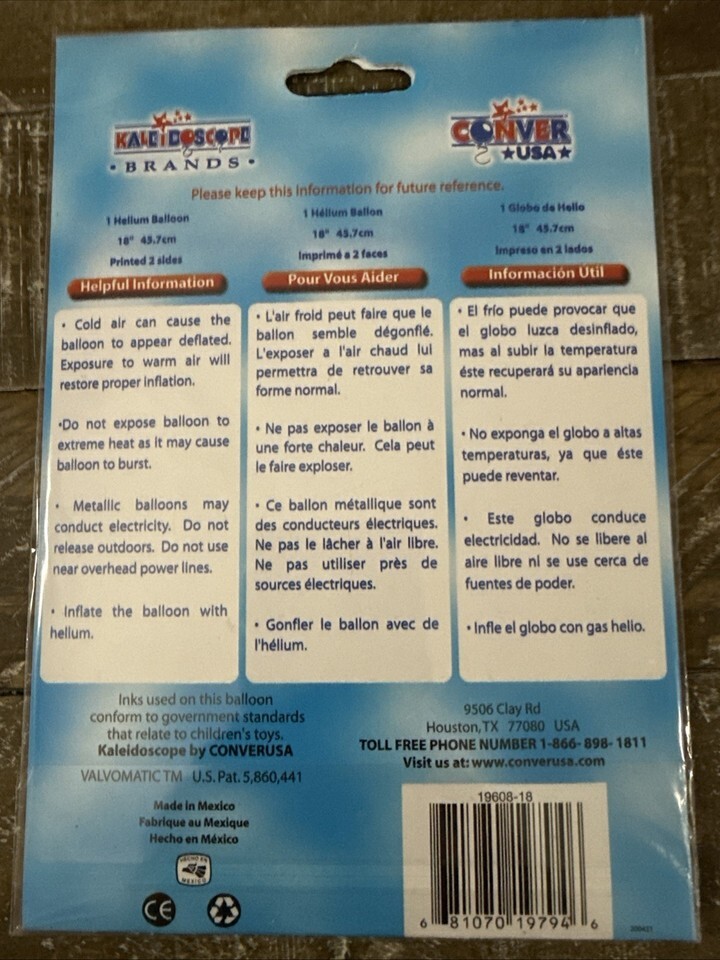 KALEIDOSCOPE
• BRANDS •
CONVER
★USA★
Please keep this information for future reference.
1 Helium Balloon
18" 45.7cm
Printed 2 sides
Helpful Information
• Cold air can cause the
balloon to appear deflated.
Exposure to warm air will
restore proper inflation.
•Do not expose balloon to
extreme heat as it may cause
balloon to burst.
• Metallic balloons may
conduct electricity. Do not
release outdoors. Do not use
near overhead power lines.
• Inflate the balloon with
helium.
1 Hélium Ballon
18" 45.7cm
Imprimé a 2 faces
Pour Vous Aider
• L'air froid peut faire que le
ballon semble dégonflé.
L'exposer a l'air chaud lui
permettra de retrouver sa
forme normal.
• Ne pas exposer le ballon à
une forte chaleur. Cela peut
le faire exploser.
• Ce ballon métallique sont
des conducteurs électriques.
Ne pas le lâcher à l'air libre.
Ne pas utiliser près de
sources électriques.
• Gonfler le ballon avec de
l'hélium.
1 Globo de Helio
18" 45.7cm
Impreso en 2 lados
Información Útil
• El frío puede provocar que
el globo luzca desinflado,
mas al subir la temperatura
éste recuperará su apariencia
normal.
• No exponga el globo a altas
temperaturas, ya que éste
puede reventar.
• Este globo conduce
electricidad. No se libere al
aire libre ni se use cerca de
fuentes de poder.
• Infle el globo con gas helio.
Inks used on this balloon
conform to government standards
that relate to children's toys.
Kaleidoscope by CONVERUSA
VALVOMATIC TM U.S. Pat. 5,860,441
Made in Mexico
Fabrique au Mexique
Hecho en México
HECHO EN
MEXICO
CE
9506 Clay Rd
Houston, TX 77080 USA
TOLL FREE PHONE NUMBER 1-866- 898- 1811
Visit us at: www.converusa.com
19608-18
6 81070 19794 6